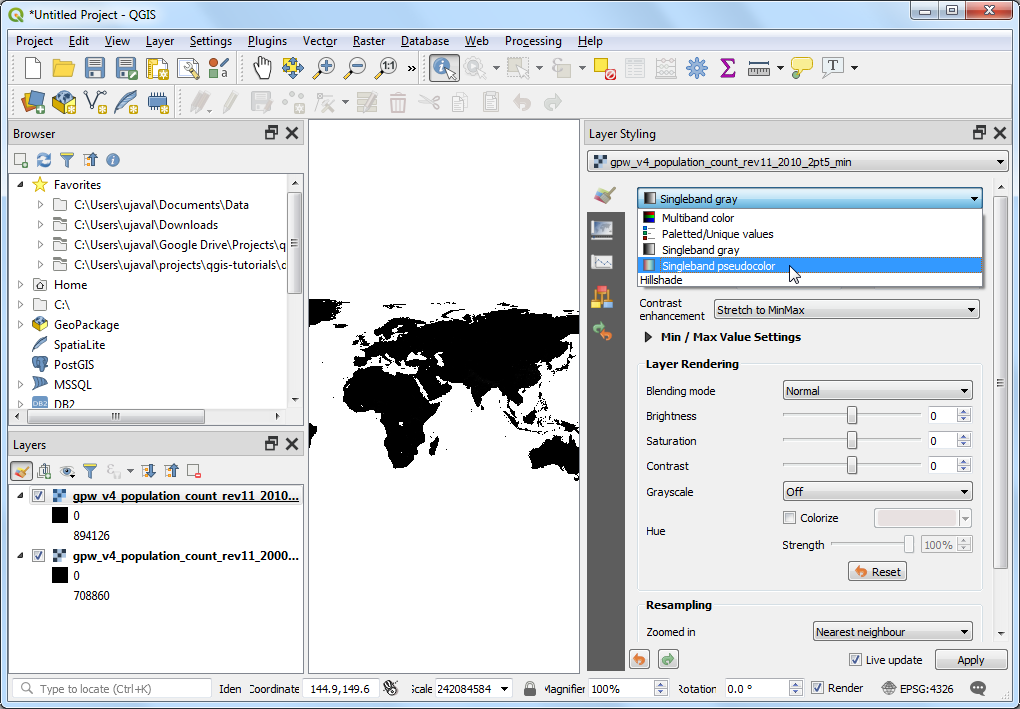 *Untitled Project - QGIS
Project Edit View Layer Settings Plugins Vector Raster Database Web Processing Help
Browser
Favorites
C:\Users\ujaval\Documents\Data
C:\Users\ujaval\Downloads
C:\Users\ujaval\Google Drive\Projects\q
C:\Users\ujaval\projects\qgis-tutorials\c
Home
C:\
GeoPackage
SpatiaLite
PostGIS
MSSQL
DB2
Layers
gpw_v4_population_count_rev11_2010...
0
894126
gpw_v4_population_count_rev11_2000...
0
708860
Layer Styling
gpw_v4_population_count_rev11_2010_2pt5_min
Singleband gray
Multiband color
Paletted/Unique values
Singleband gray
Singleband pseudocolor
Hillshade
Contrast
enhancement
Stretch to MinMax
Min / Max Value Settings
Layer Rendering
Blending mode Normal
Brightness 0
Saturation 0
Contrast 0
Grayscale Off
Hue
Colorize
Strength 100%
Reset
Resampling
Zoomed in Nearest neighbour
Live update Apply
Type to locate (Ctrl+K) Iden Coordinate 144.9,149.6 Scale 242084584 Magnifier 100% Rotation 0.0 ° Render EPSG:4326